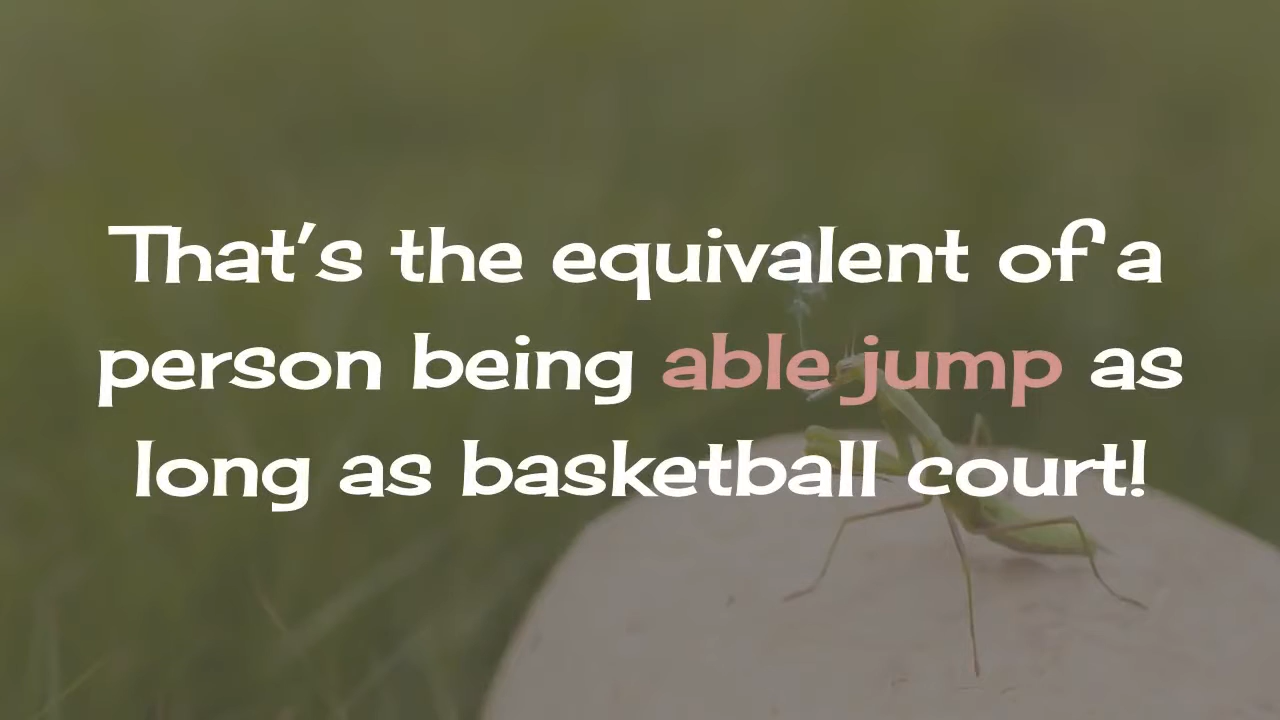 That's the equivalent of a
person being able jump as
long as basketball court!